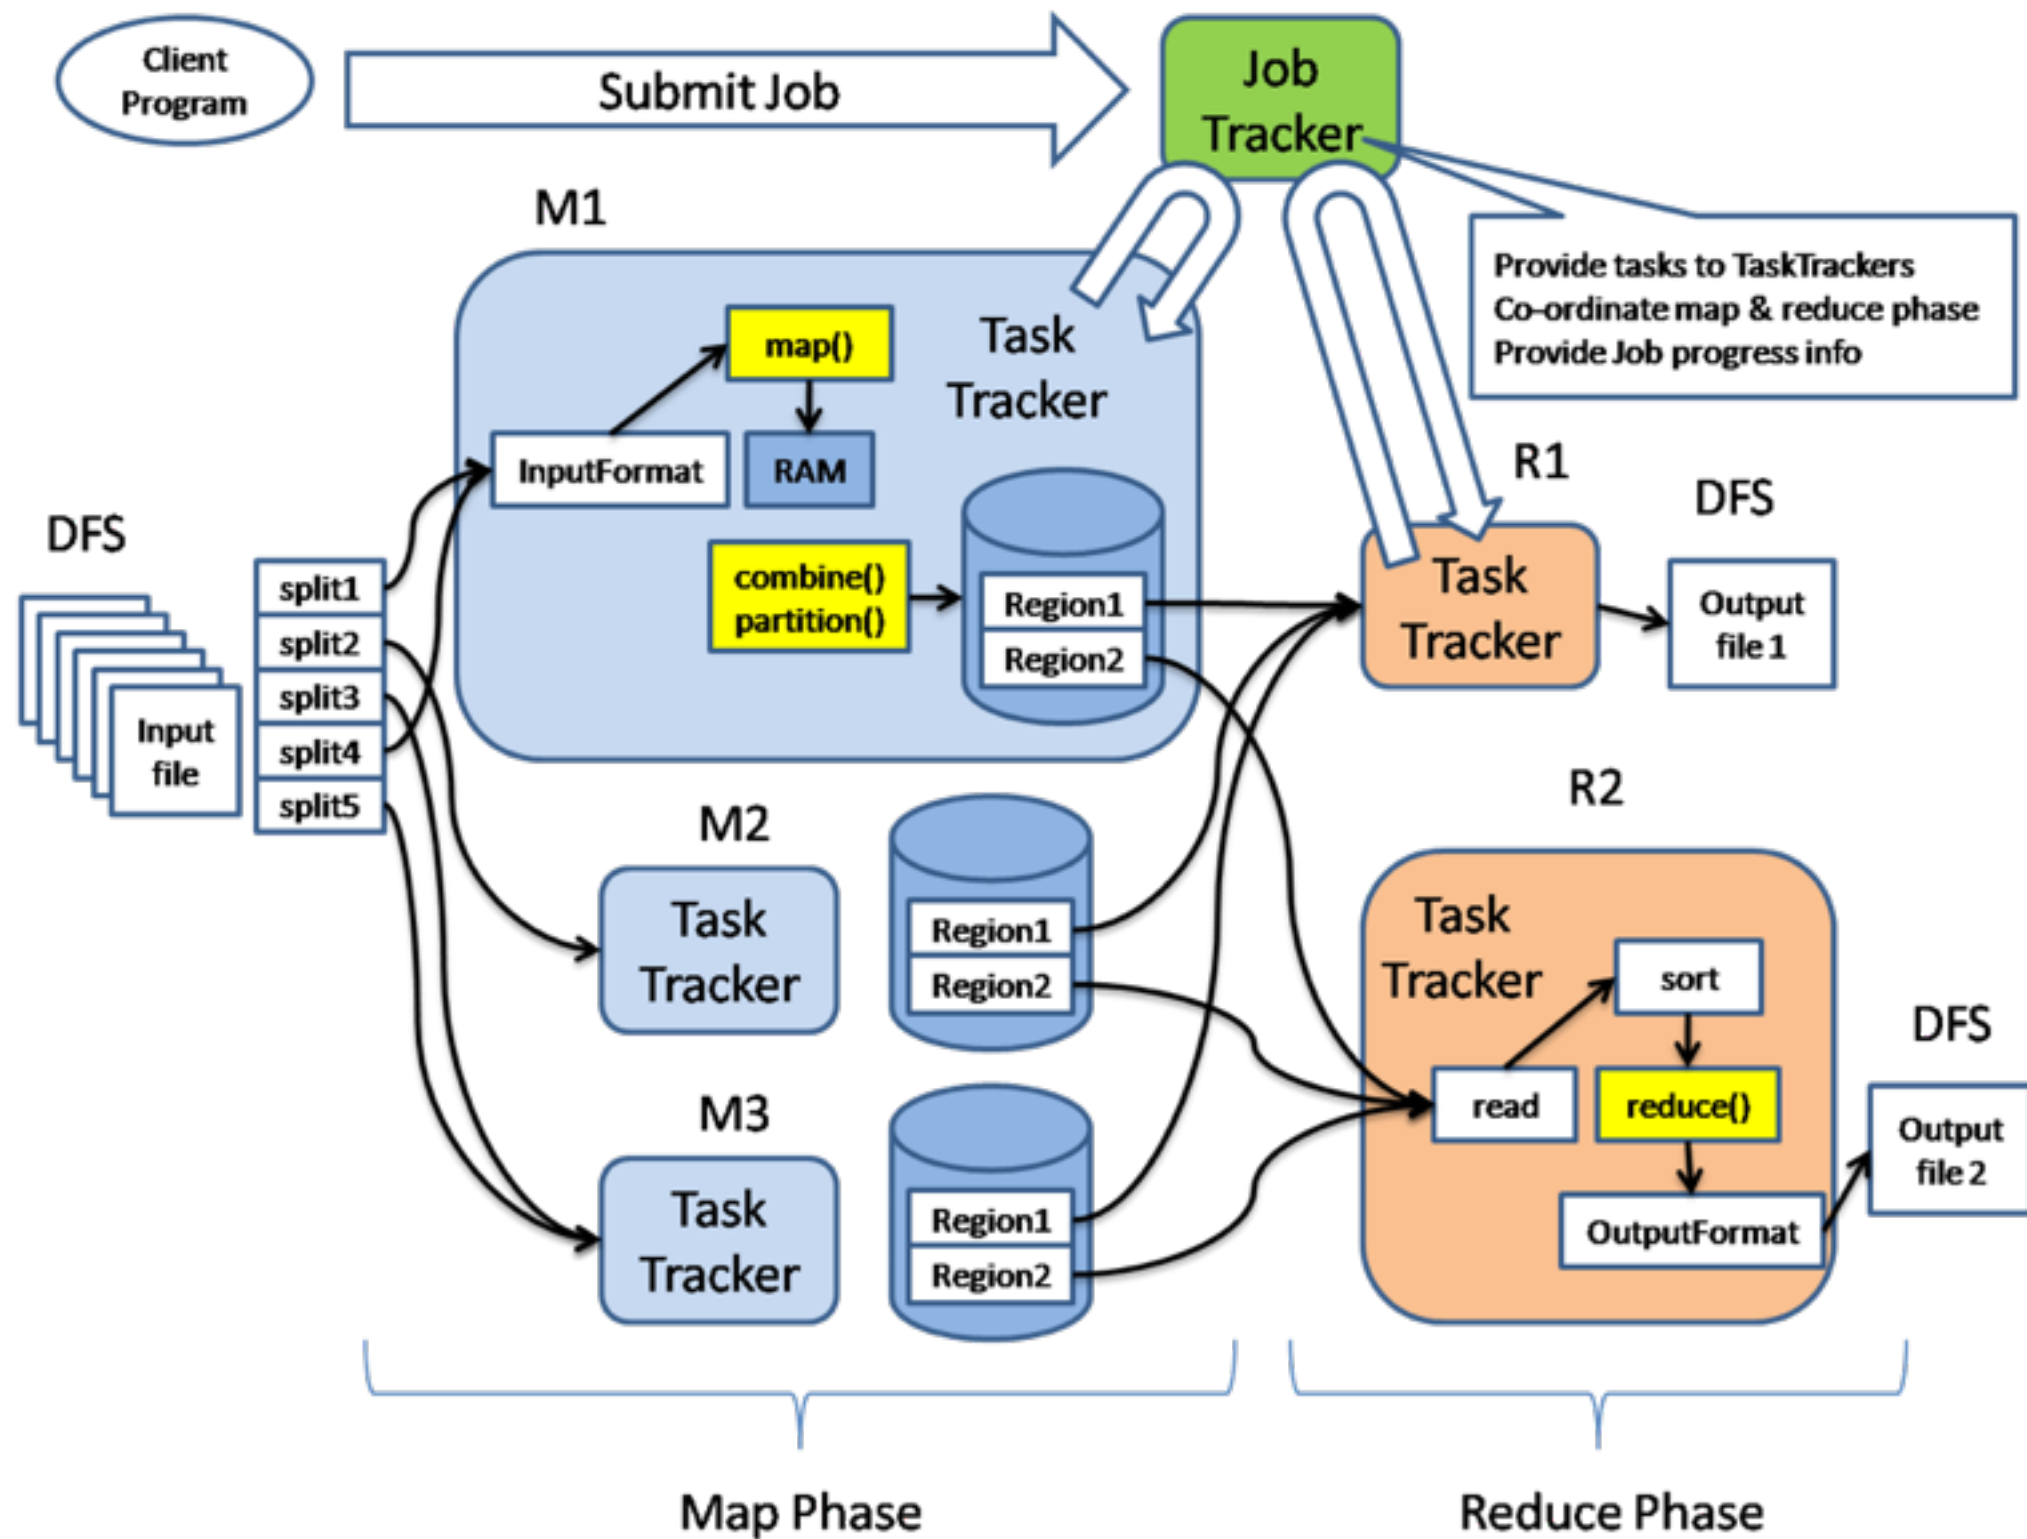 Client
Program
Submit Job
Job
Tracker
Provide tasks to TaskTrackers
Co-ordinate map & reduce phase
Provide Job progress info
M1
Task
Tracker
map()
InputFormat
RAM
combine()
partition()
Region1
Region2
DFS
Input
file
split1
split2
split3
split4
split5
M2
Task
Tracker
Region1
Region2
M3
Task
Tracker
Region1
Region2
R1
Task
Tracker
DFS
Output
file 1
R2
Task
Tracker
sort
read
reduce()
OutputFormat
DFS
Output
file 2
Map Phase
Reduce Phase